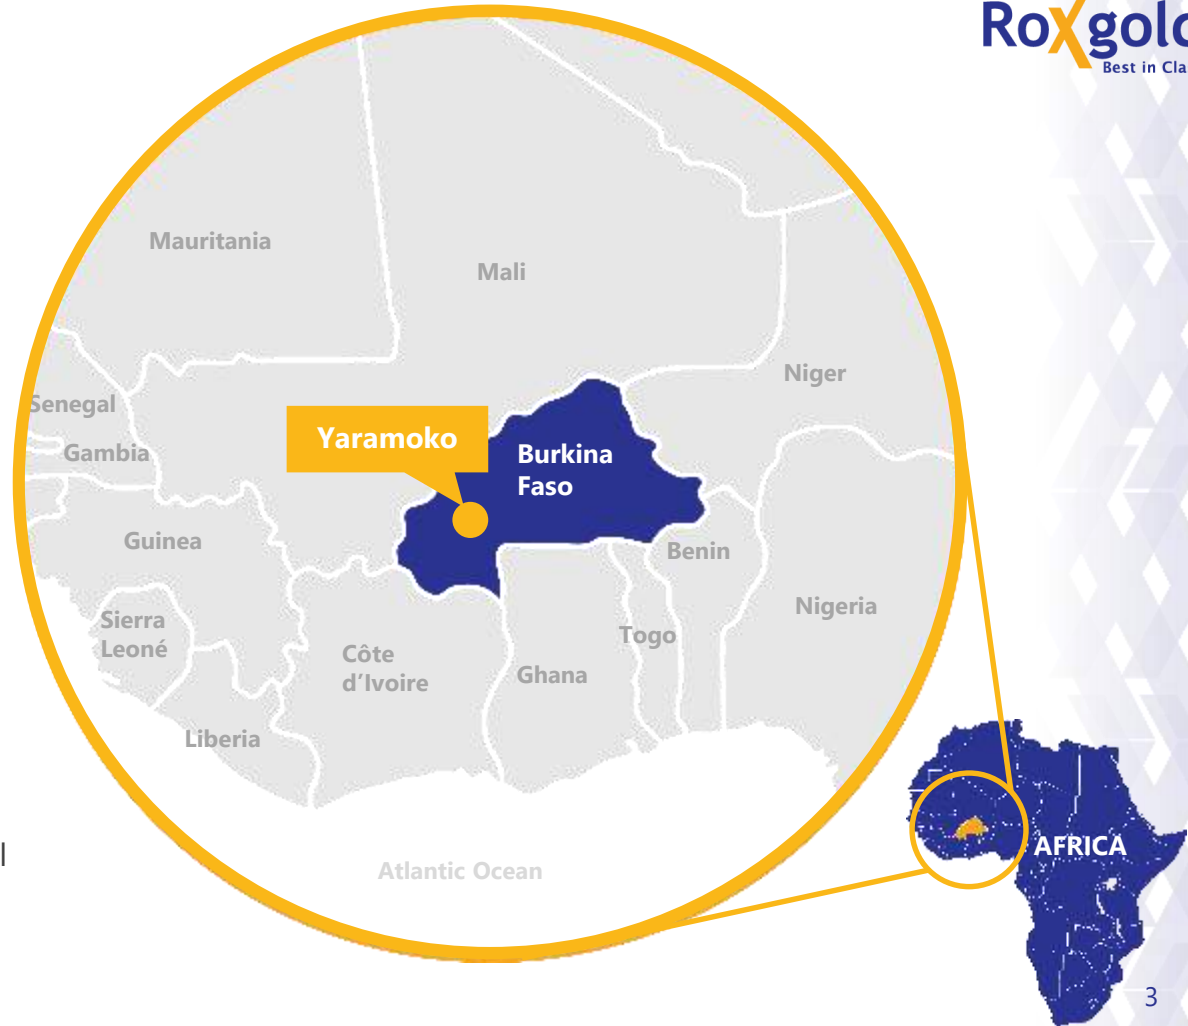 Roxgold
Best in Cla
Mauritania
Mali
Niger
Senegal
Gambia
Yaramoko
Burkina
Faso
Guinea
Benin
Sierra
Leoné
Nigeria
Togo
Côte
d’Ivoire
Ghana
Liberia
l
AFRICA
Atlantic Ocean
3